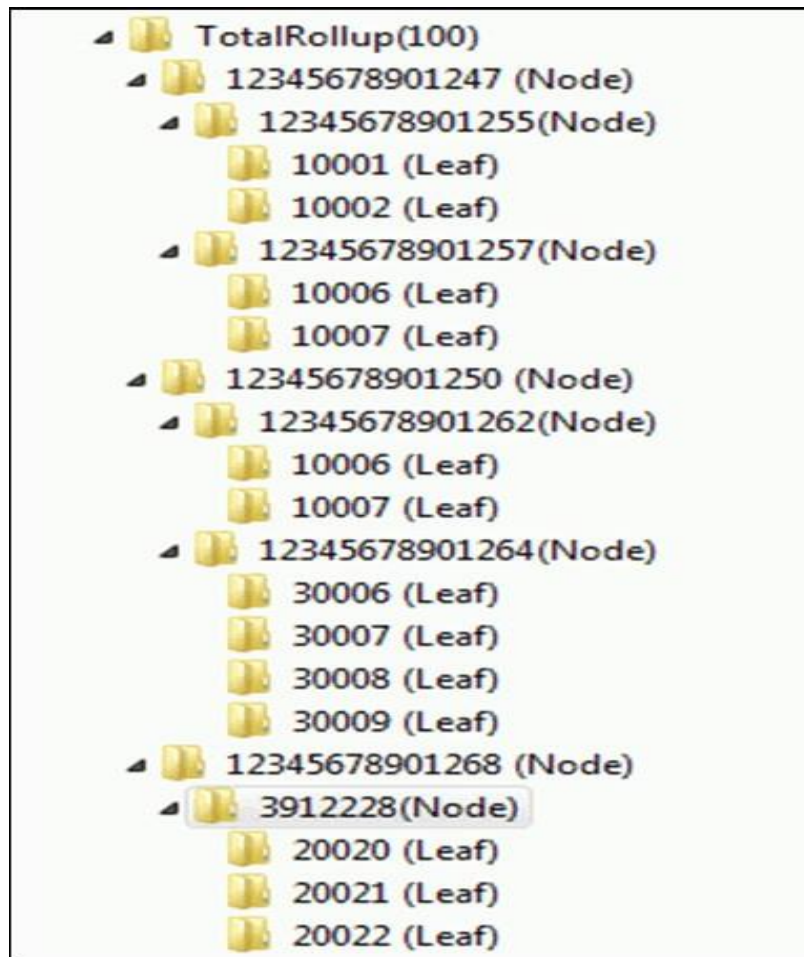 TotalRollup(100)
12345678901247 (Node)
12345678901255(Node)
10001 (Leaf)
10002 (Leaf)
12345678901257(Node)
10006 (Leaf)
10007 (Leaf)
12345678901250 (Node)
12345678901262(Node)
10006 (Leaf)
10007 (Leaf)
12345678901264(Node)
30006 (Leaf)
30007 (Leaf)
30008 (Leaf)
30009 (Leaf)
12345678901268 (Node)
3912228(Node)
20020 (Leaf)
20021 (Leaf)
20022 (Leaf)